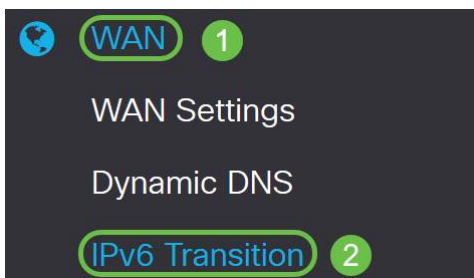 WAN 1
WAN Settings
Dynamic DNS
IPv6 Transition 2